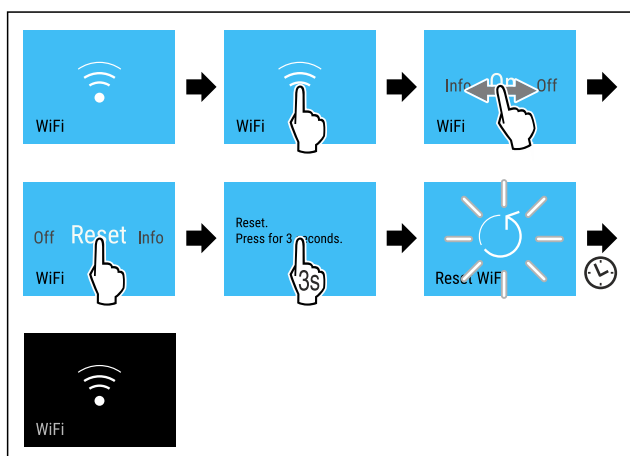 WiFi
WiFi
Info On Off
WiFi
Off Reset Info
WiFi
Reset.
Press for 3 seconds.
3s
Reset WiFi
WiFi